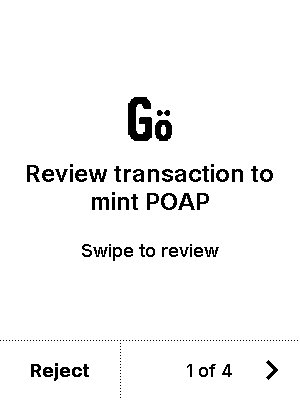 Gö
Review transaction to
mint POAP
Swipe to review
Reject
1 of 4